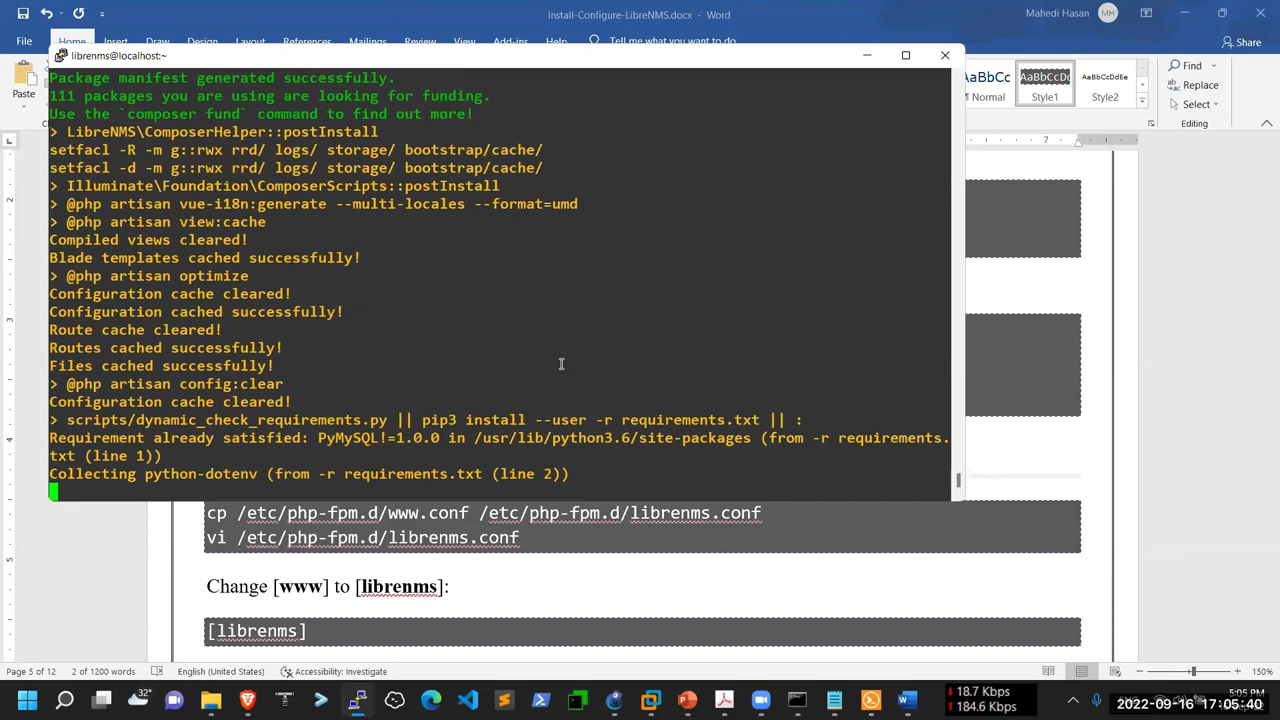 Install-Configure-LibreNMS.docx - Word
Mahedi Hasan
MH
File
Home
Insert
Draw
Design
Layout
References
Mailings
Review
View
Add-ins
Help
Tell me what you want to do
Share
librenms@localhost:~
Paste
AaBbCc
AaBbCcDc
AaBbCcDdEe
Normal
Style1
Style2
Find
Replace
Select
Editing
Package manifest generated successfully.
111 packages you are using are looking for funding.
Use the `composer fund` command to find out more!
> LibreNMS\ComposerHelper::postInstall
setfacl -R -m g::rwx rrd/ logs/ storage/ bootstrap/cache/
setfacl -d -m g::rwx rrd/ logs/ storage/ bootstrap/cache/
> Illuminate\Foundation\ComposerScripts::postInstall
> @php artisan vue-i18n:generate --multi-locales --format=umd
> @php artisan view:cache
Compiled views cleared!
Blade templates cached successfully!
> @php artisan optimize
Configuration cache cleared!
Configuration cached successfully!
Route cache cleared!
Routes cached successfully!
Files cached successfully!
> @php artisan config:clear
Configuration cache cleared!
> scripts/dynamic_check_requirements.py || pip3 install --user -r requirements.txt || :
Requirement already satisfied: PyMySQL!=1.0.0 in /usr/lib/python3.6/site-packages (from -r requirements.
txt (line 1))
Collecting python-dotenv (from -r requirements.txt (line 2))
cp /etc/php-fpm.d/www.conf /etc/php-fpm.d/librenms.conf
vi /etc/php-fpm.d/librenms.conf
Change [www] to [librenms]:
[librenms]
Page 5 of 12
2 of 1200 words
English (United States)
Accessibility: Investigate
150%
32°
18.7 Kbps
184.6 Kbps
2022-09-16 17:05:40